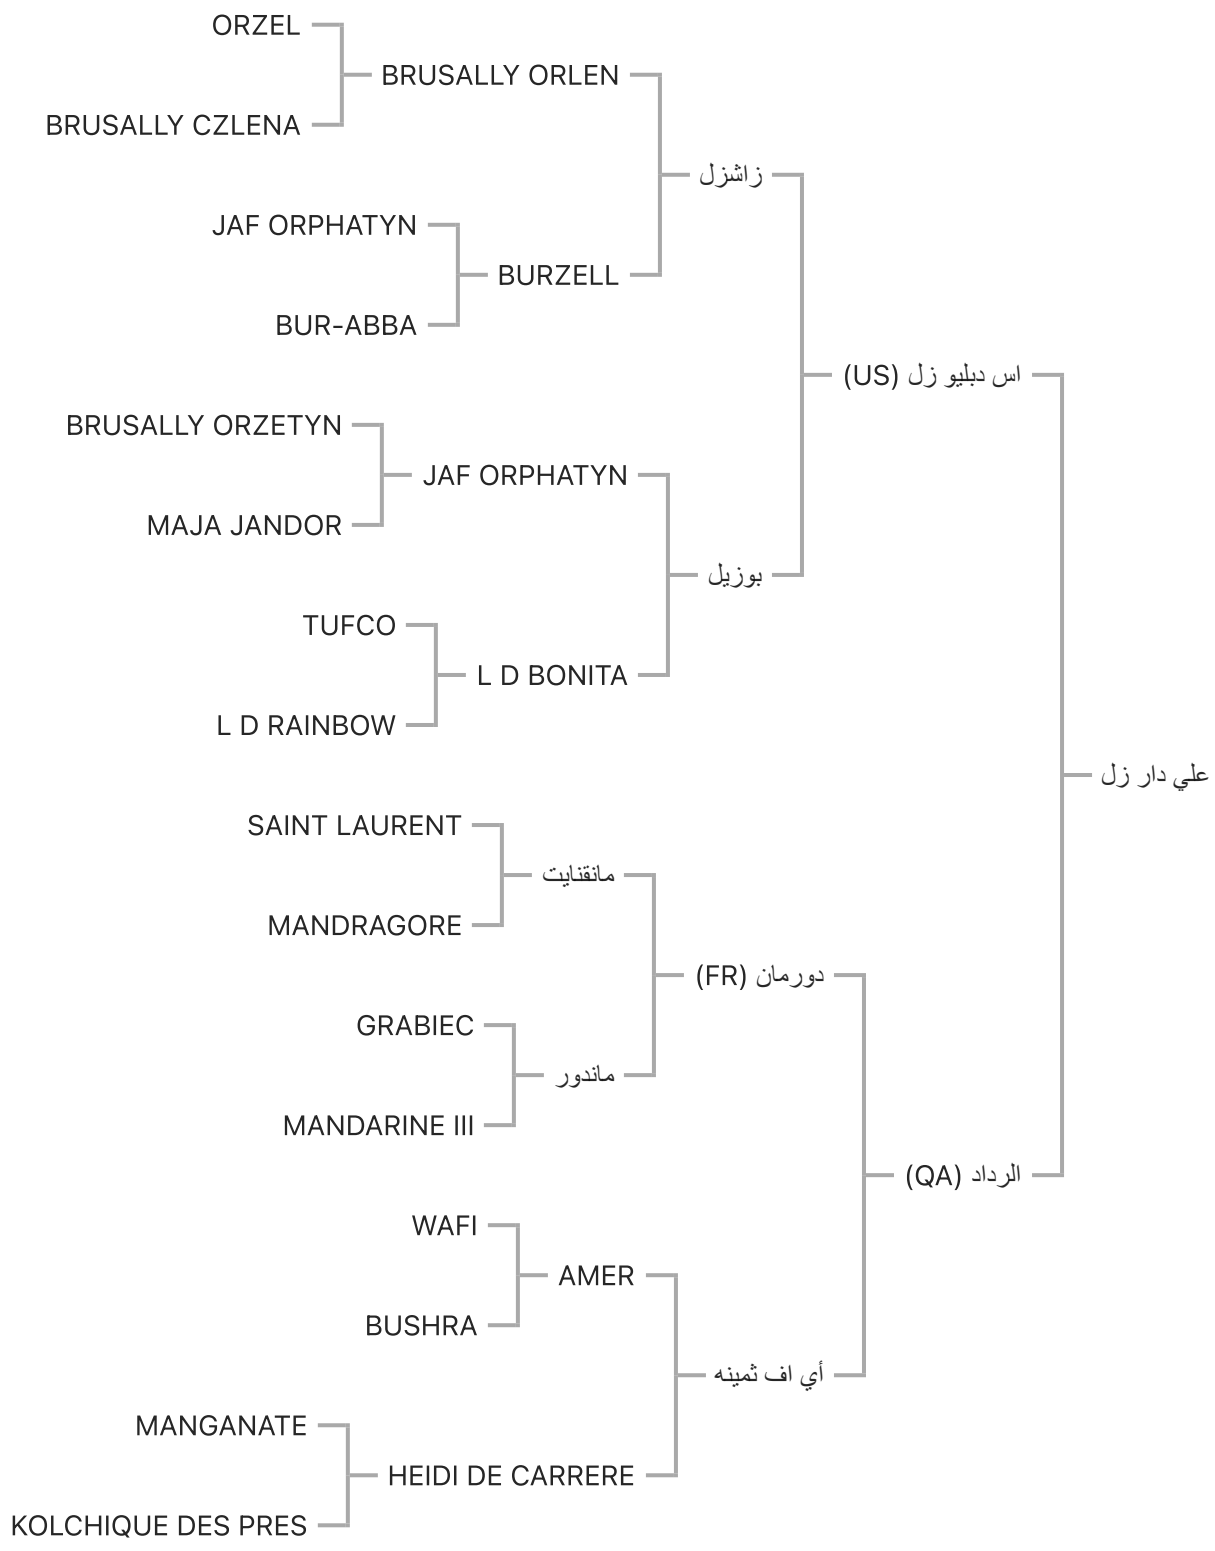 ORZEL
BRUSALLY ORLEN
BRUSALLY CZLENA
زاشزل
JAF ORPHATYN
BURZELL
BUR-ABBA
اس دبليو زل (US)
BRUSALLY ORZETYN
JAF ORPHATYN
MAJA JANDOR
بوزيل
TUFCO
L D BONITA
L D RAINBOW
علي دار زل
SAINT LAURENT
مانقنايت
MANDRAGORE
دورمان (FR)
GRABIEC
ماندور
MANDARINE III
الرداد (QA)
WAFI
AMER
BUSHRA
أي اف ثمينه
MANGANATE
HEIDI DE CARRERE
KOLCHIQUE DES PRES